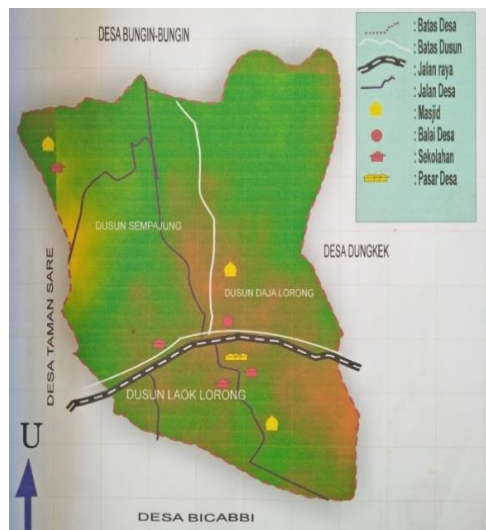 DESA BUNGIN-BUNGIN
: Batas Desa
: Batas Dusun
: Jalan raya
: Jalan Desa
: Masjid
: Balai Desa
: Sekolahan
: Pasar Desa
DUSUN SEMPAJUNG
DESA DUNGKEK
DESA TAMAN SARE
DUSUN DAJA LORONG
DUSUN LAOK LORONG
U
DESA BICABBI